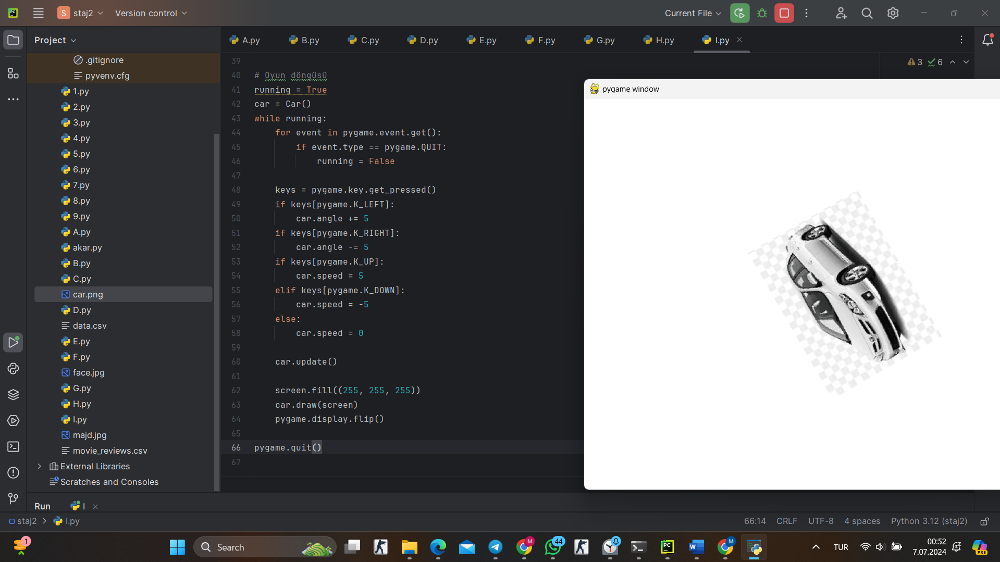 S staj2 Version control Current File
Project
A.py B.py C.py D.py E.py F.py G.py H.py I.py
.gitignore
pyvenv.cfg
1.py
2.py
3.py
4.py
5.py
6.py
7.py
8.py
9.py
A.py
akar.py
B.py
C.py
car.png
D.py
data.csv
E.py
F.py
face.jpg
G.py
H.py
I.py
majd.jpg
movie_reviews.csv
External Libraries
Scratches and Consoles
3 6
39
40 # Oyun döngüsü
41 running = True
42 car = Car()
43 while running:
44 for event in pygame.event.get():
45 if event.type == pygame.QUIT:
46 running = False
47
48 keys = pygame.key.get_pressed()
49 if keys[pygame.K_LEFT]:
50 car.angle += 5
51 if keys[pygame.K_RIGHT]:
52 car.angle -= 5
53 if keys[pygame.K_UP]:
54 car.speed = 5
55 elif keys[pygame.K_DOWN]:
56 car.speed = -5
57 else:
58 car.speed = 0
59
60 car.update()
61
62 screen.fill((255, 255, 255))
63 car.draw(screen)
64 pygame.display.flip()
65
66 pygame.quit()
67
pygame window
Run I
staj2 > I.py 66:14 CRLF UTF-8 4 spaces Python 3.12 (staj2)
1 Search M 44 M TUR 00:52
7.07.2024
PRE